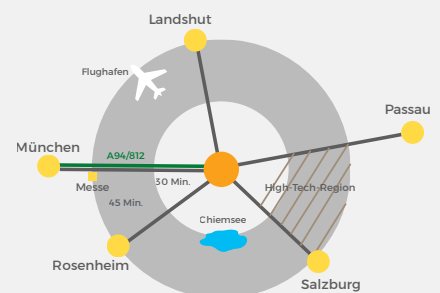 Landshut
Flughafen
Passau
München
A94/812
Messe
30 Min.
High-Tech-Region
45 Min.
Chiemsee
Rosenheim
Salzburg